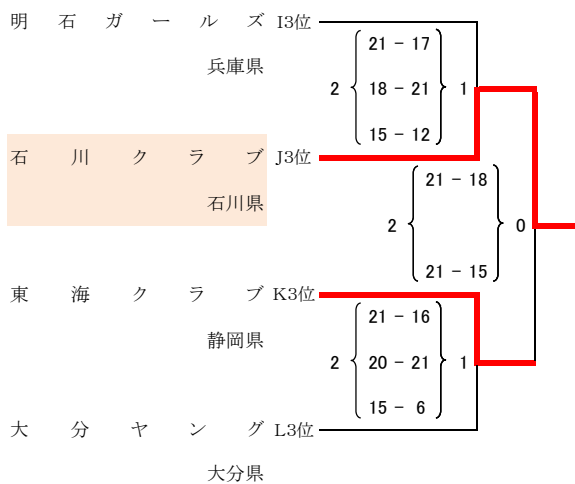 明石ガールズ I3位
兵庫県
21 - 17
2 18 - 21 1
15 - 12
石川クラブ J3位
石川県
21 - 18
2 0
21 - 15
東海クラブ K3位
静岡県
21 - 16
2 20 - 21 1
15 - 6
大分ヤング L3位
大分県